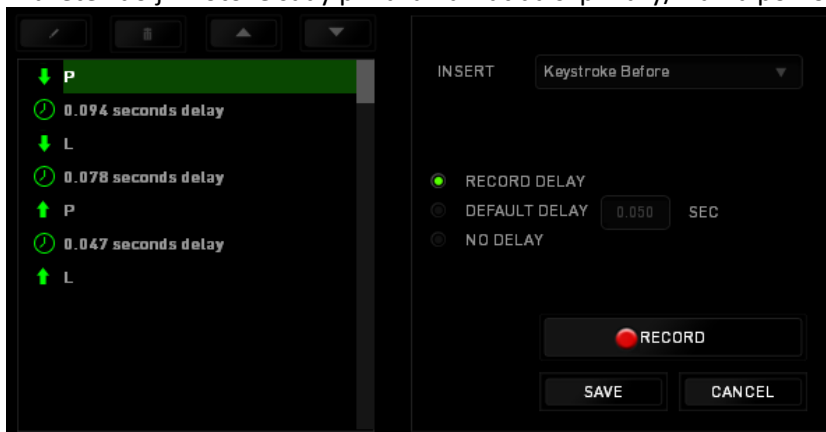 P
0.094 seconds delay
L
0.078 seconds delay
P
0.047 seconds delay
L
INSERT Keystroke Before
RECORD DELAY
DEFAULT DELAY 0.050 SEC
NO DELAY
RECORD
SAVE CANCEL